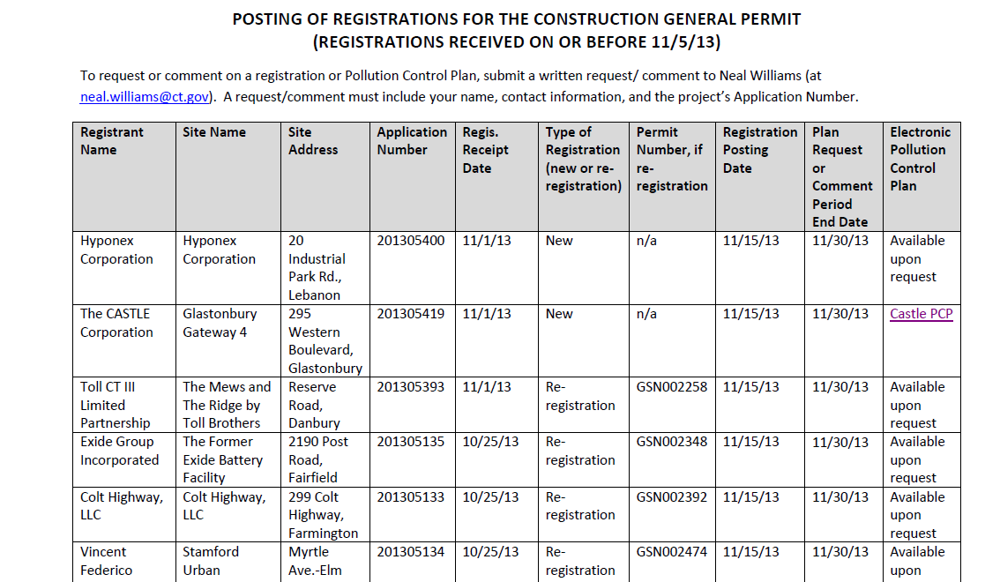 POSTING OF REGISTRATIONS FOR THE CONSTRUCTION GENERAL PERMIT
(REGISTRATIONS RECEIVED ON OR BEFORE 11/5/13)
To request or comment on a registration or Pollution Control Plan, submit a written request/ comment to Neal Williams (at
neal.williams@ct.gov).  A request/comment must include your name, contact information, and the project's Application Number.
Registrant Site Name Site Application Regis. Type of Permit Registration Plan Electronic
Name Address Number Receipt Registration Number, if Posting Request Pollution
Date (new or re- re- Date or Control
registration) registration Comment Plan
Period
End Date
Hyponex Hyponex 20 201305400 11/1/13 New n/a 11/15/13 11/30/13 Available
Corporation Corporation Industrial upon
Park Rd., request
Lebanon
The CASTLE Glastonbury 295 201305419 11/1/13 New n/a 11/15/13 11/30/13 Castle PCP
Corporation Gateway 4 Western
Boulevard,
Glastonbury
Toll CT III The Mews and Reserve 201305393 11/1/13 Re- GSN002258 11/15/13 11/30/13 Available
Limited The Ridge by Road, registration upon
Partnership Toll Brothers Danbury request
Exide Group The Former 2190 Post 201305135 10/25/13 Re- GSN002348 11/15/13 11/30/13 Available
Incorporated Exide Battery Road, registration upon
Facility Fairfield request
Colt Highway, Colt Highway, 299 Colt 201305133 10/25/13 Re- GSN002392 11/15/13 11/30/13 Available
LLC LLC Highway, registration upon
Farmington request
Vincent Stamford Myrtle 201305134 10/25/13 Re- GSN002474 11/15/13 11/30/13 Available
Federico Urban Ave.-Elm registration upon